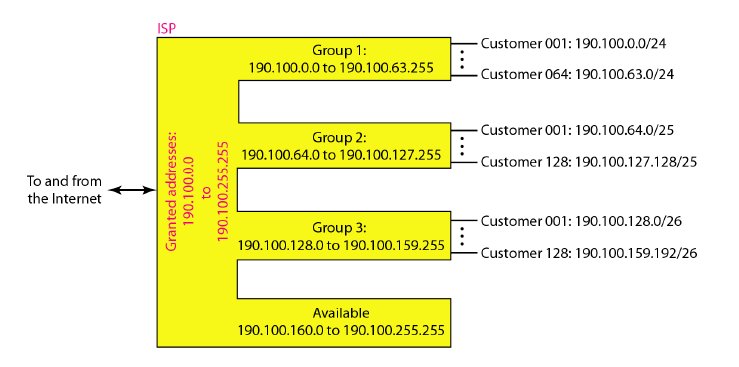 ISP
Group 1:
190.100.0.0 to 190.100.63.255
Customer 001: 190.100.0.0/24
Customer 064: 190.100.63.0/24
Group 2:
190.100.64.0 to 190.100.127.255
Customer 001: 190.100.64.0/25
Customer 128: 190.100.127.128/25
Granted addresses:
190.100.0.0
to
190.100.255.255
To and from
the Internet
Group 3:
190.100.128.0 to 190.100.159.255
Customer 001: 190.100.128.0/26
Customer 128: 190.100.159.192/26
Available
190.100.160.0 to 190.100.255.255